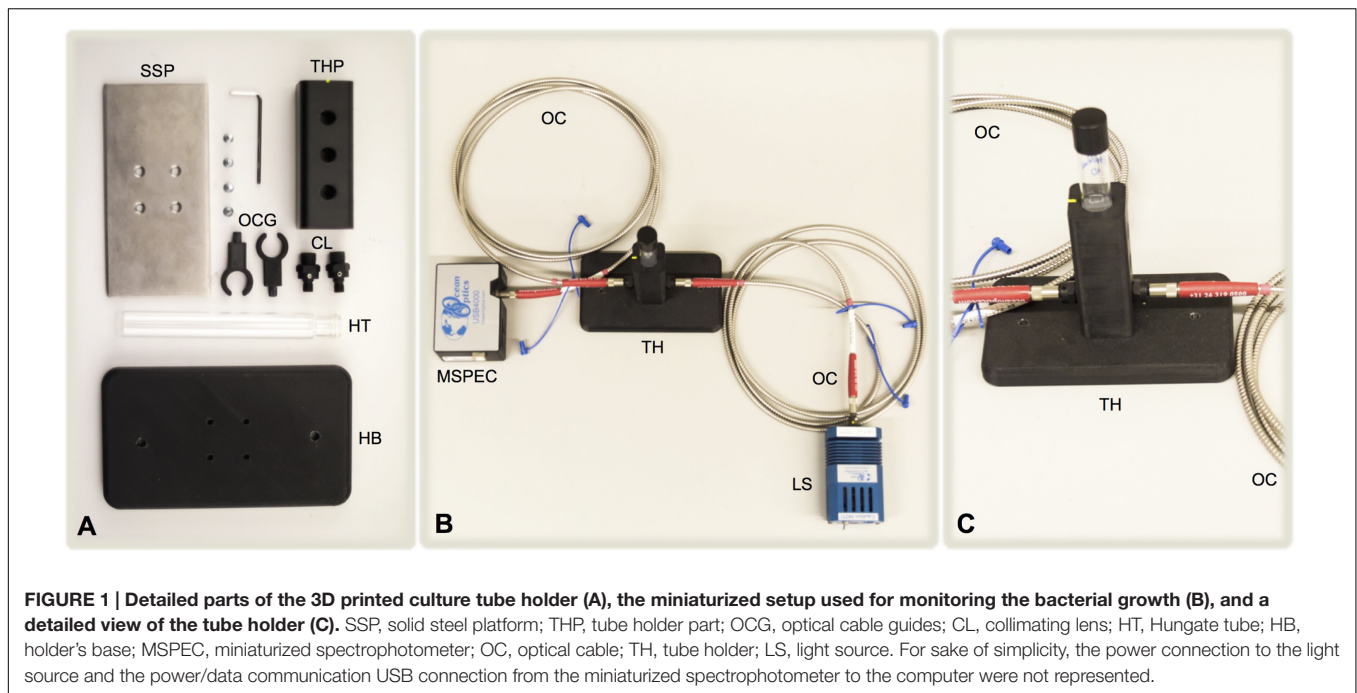 SSP
THP
OCG
CL
HT
HB
A
OC
Ocean
Optics
USB4000
MSPEC
TH
OC
LS
B
OC
TH
OC
C
FIGURE 1 | Detailed parts of the 3D printed culture tube holder (A), the miniaturized setup used for monitoring the bacterial growth (B), and a
detailed view of the tube holder (C). SSP, solid steel platform; THP, tube holder part; OCG, optical cable guides; CL, collimating lens; HT, Hungate tube; HB,
holder's base; MSPEC, miniaturized spectrophotometer; OC, optical cable; TH, tube holder; LS, light source. For sake of simplicity, the power connection to the light
source and the power/data communication USB connection from the miniaturized spectrophotometer to the computer were not represented.